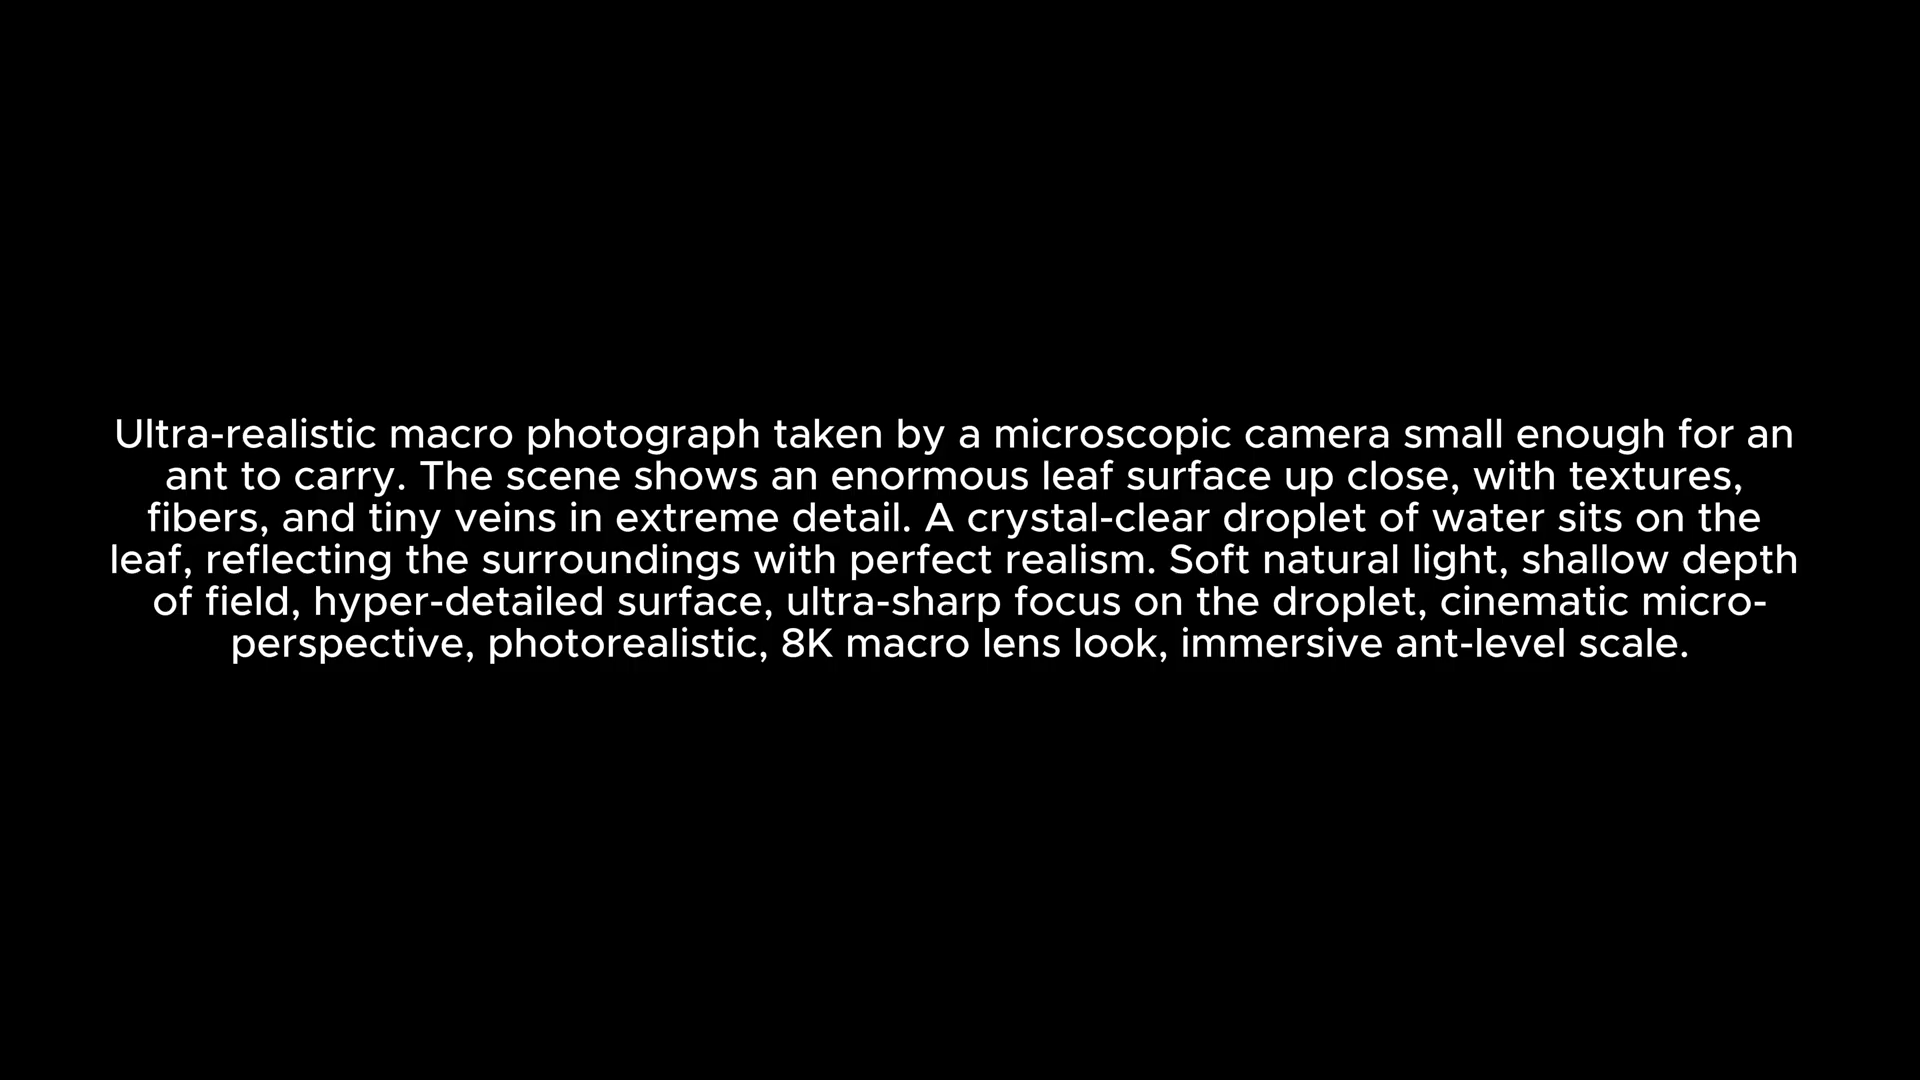 Ultra-realistic macro photograph taken by a microscopic camera small enough for an
ant to carry. The scene shows an enormous leaf surface up close, with textures,
fibers, and tiny veins in extreme detail. A crystal-clear droplet of water sits on the
leaf, reflecting the surroundings with perfect realism. Soft natural light, shallow depth
of field, hyper-detailed surface, ultra-sharp focus on the droplet, cinematic micro-
perspective, photorealistic, 8K macro lens look, immersive ant-level scale.